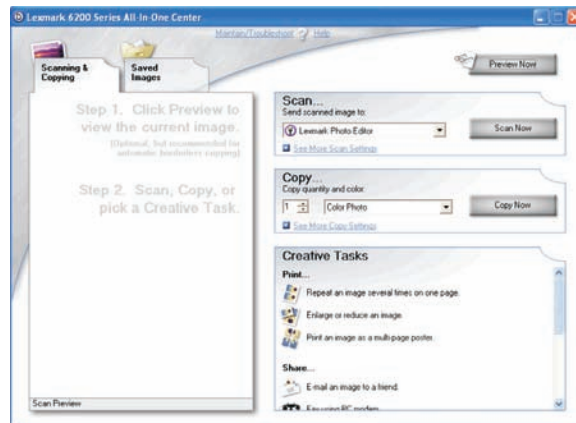 Lexmark 6200 Series All-In-One Center
Maintain/Troubleshoot Help
Scanning & Copying
Saved Images
Preview Now
Step 1. Click Preview to
view the current image.
(Optional, but recommended for
automatic borderless copying)
Step 2. Scan, Copy, or
pick a Creative Task.
Scan...
Send scanned image to:
Lexmark Photo Editor
Scan Now
See More Scan Settings
Copy...
Copy quantity and color:
1 Color Photo
Copy Now
See More Copy Settings
Creative Tasks
Print...
Repeat an image several times on one page.
Enlarge or reduce an image.
Print an image as a multi-page poster.
Share...
E-mail an image to a friend.
Fax using PC modem.
Scan Preview